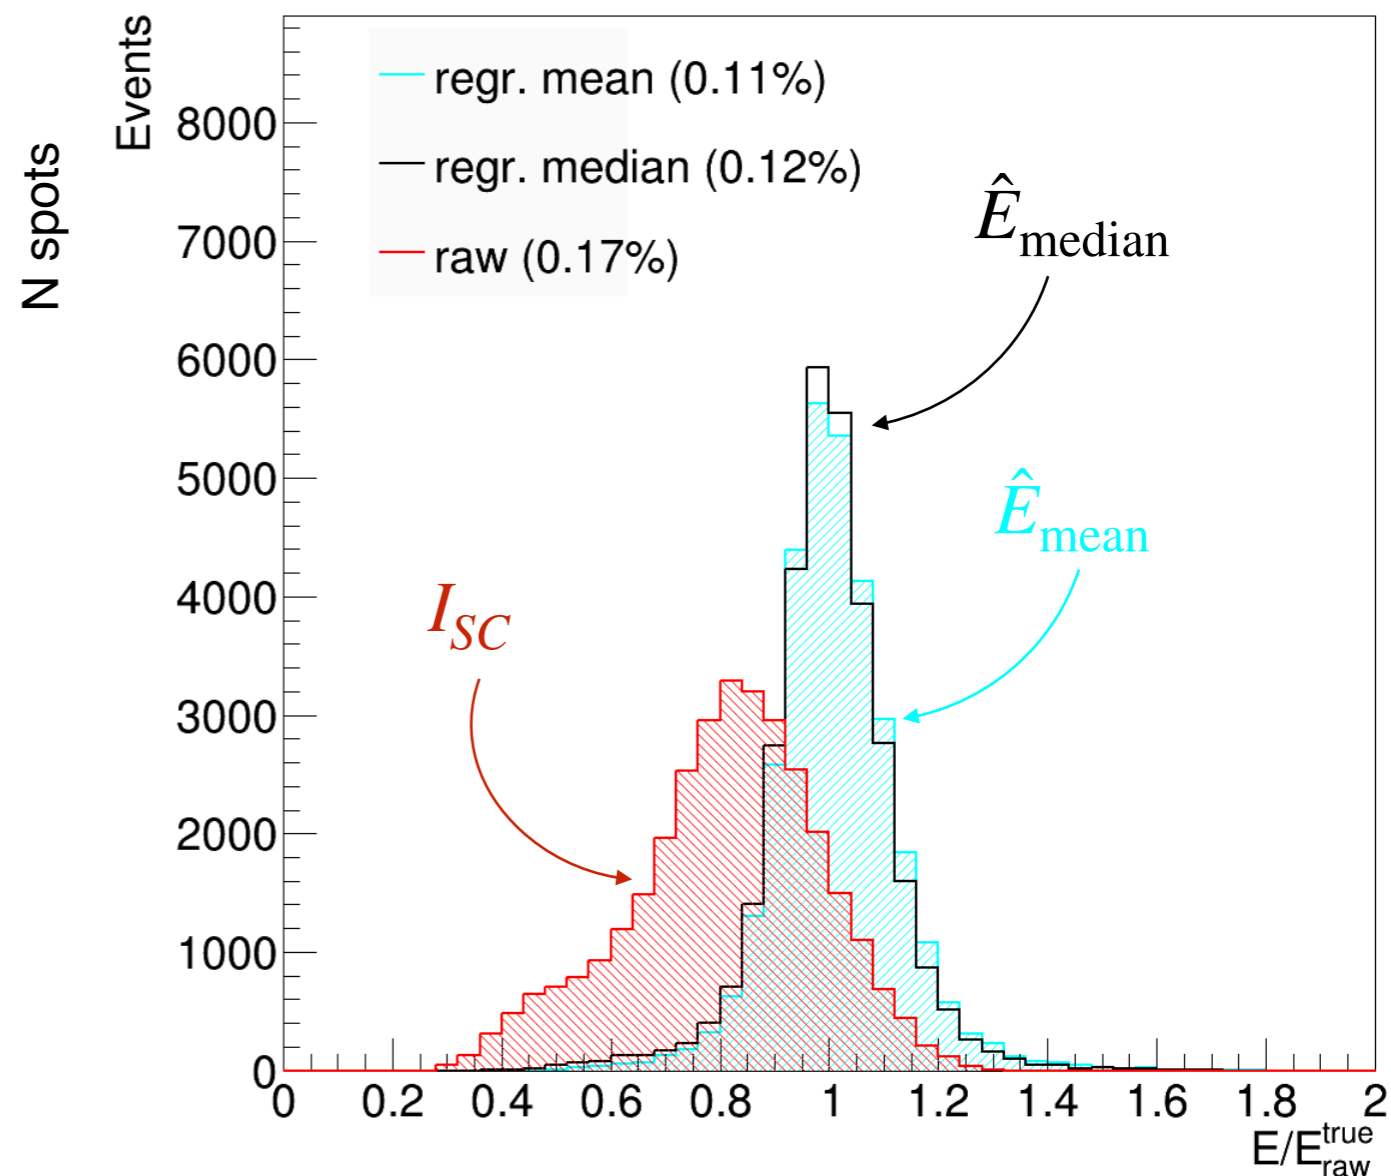 N spots
Events
regr. mean (0.11%)
regr. median (0.12%)
raw (0.17%)
Ê_median
Ê_mean
I_SC
8000
7000
6000
5000
4000
3000
2000
1000
0
0 0.2 0.4 0.6 0.8 1 1.2 1.4 1.6 1.8 2
E/E^true_raw